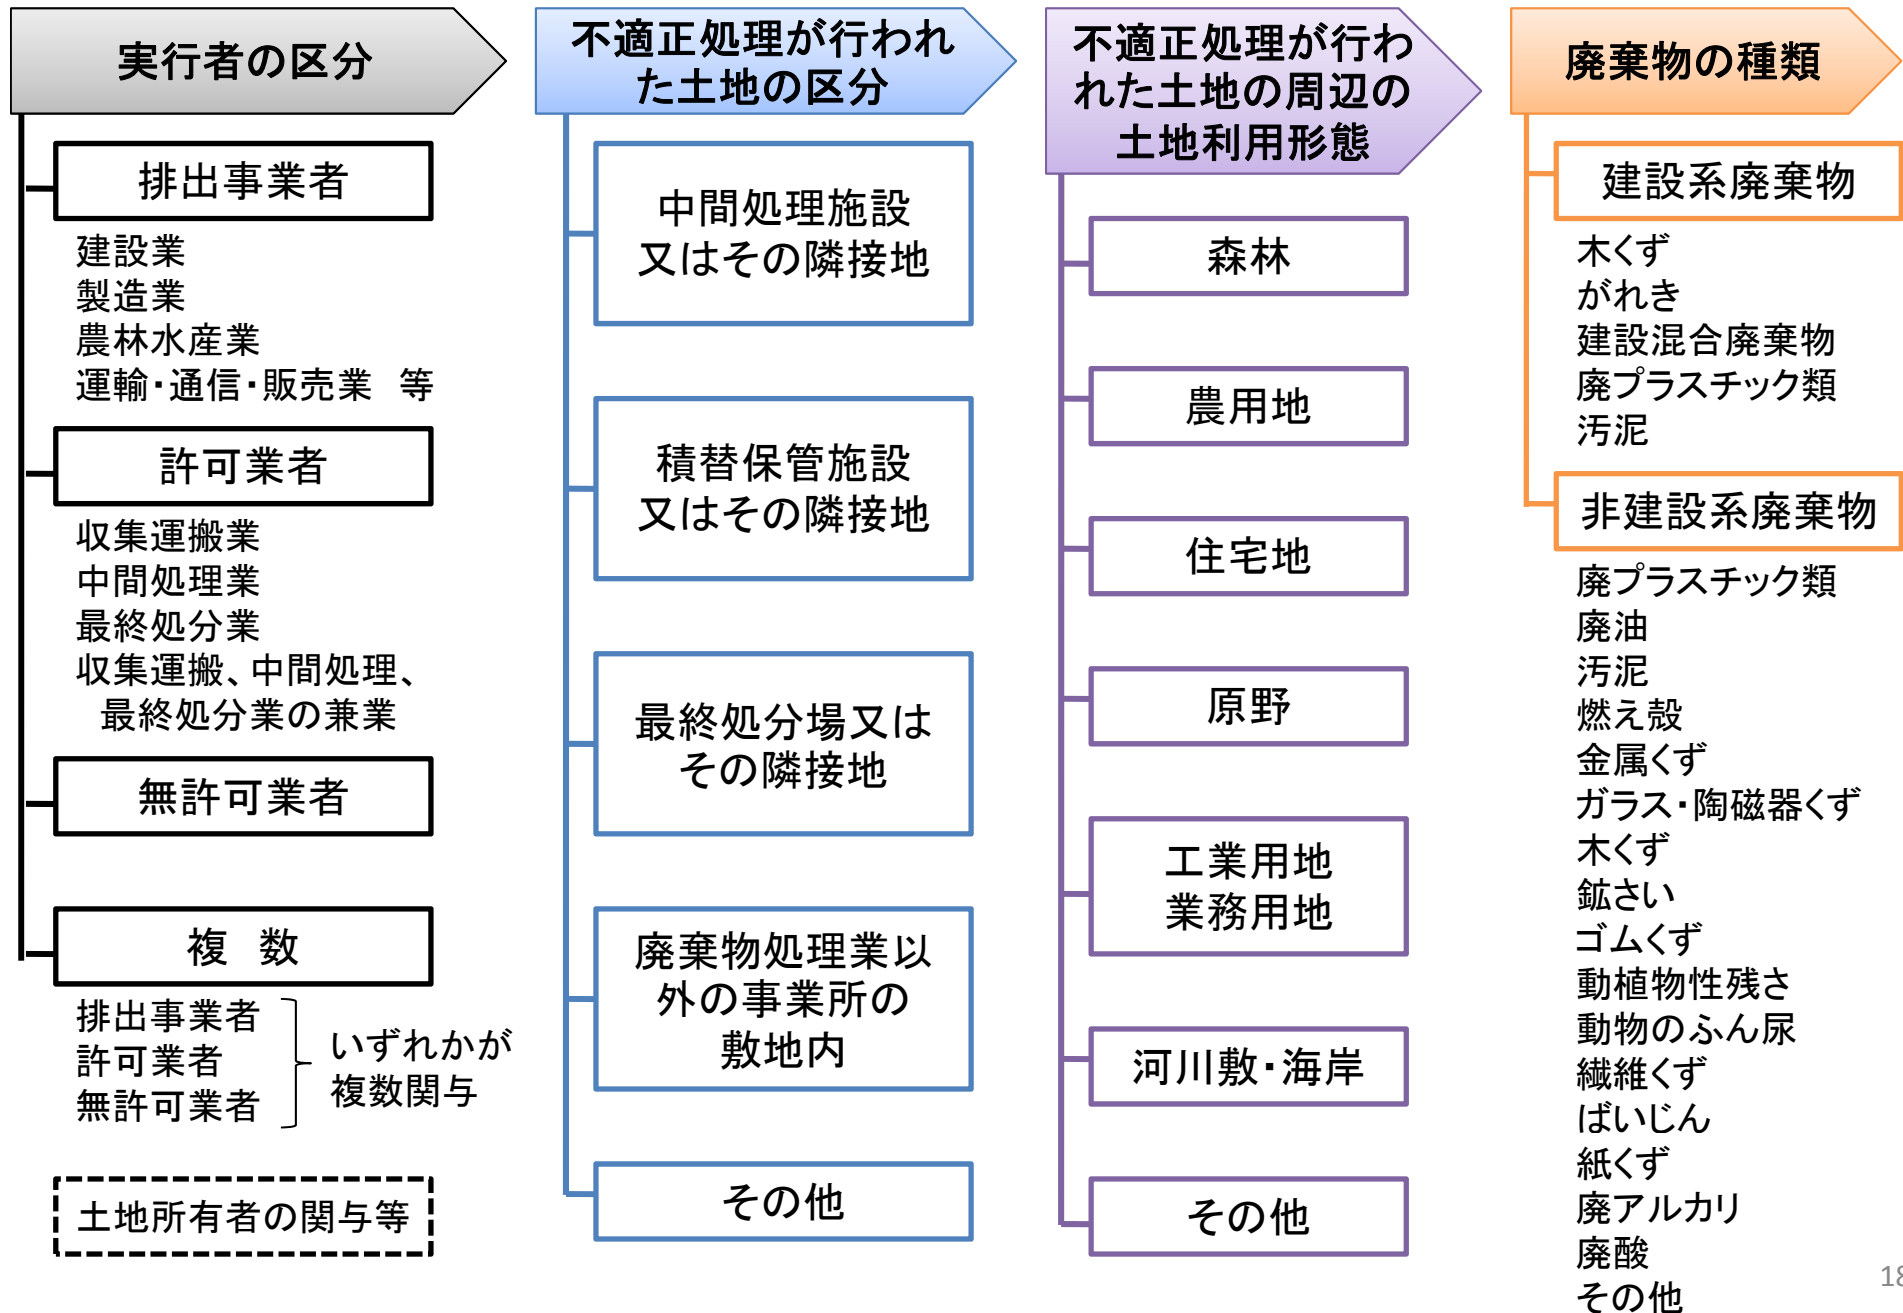 実行者の区分
排出事業者
建設業
製造業
農林水産業
運輸・通信・販売業　等
許可業者
収集運搬業
中間処理業
最終処分業
収集運搬、中間処理、
最終処分業の兼業
無許可業者
複　数
排出事業者
許可業者
無許可業者
いずれかが
複数関与
土地所有者の関与等
不適正処理が行われ
た土地の区分
中間処理施設
又はその隣接地
積替保管施設
又はその隣接地
最終処分場又は
その隣接地
廃棄物処理業以
外の事業所の
敷地内
その他
不適正処理が行わ
れた土地の周辺の
土地利用形態
森林
農用地
住宅地
原野
工業用地
業務用地
河川敷・海岸
その他
廃棄物の種類
建設系廃棄物
木くず
がれき
建設混合廃棄物
廃プラスチック類
汚泥
非建設系廃棄物
廃プラスチック類
廃油
汚泥
燃え殻
金属くず
ガラス・陶磁器くず
木くず
鉱さい
ゴムくず
動植物性残さ
動物のふん尿
繊維くず
ばいじん
紙くず
廃アルカリ
廃酸
その他
18